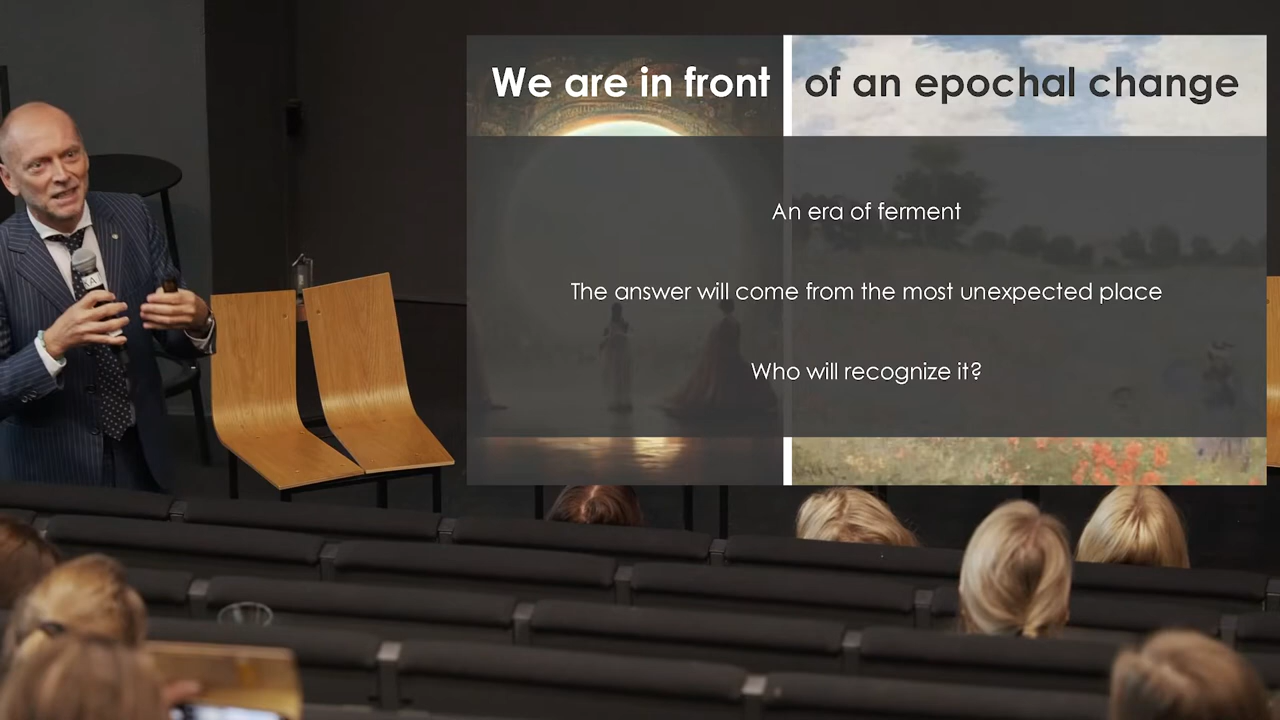 We are in front of an epochal change
An era of ferment
The answer will come from the most unexpected place
Who will recognize it?